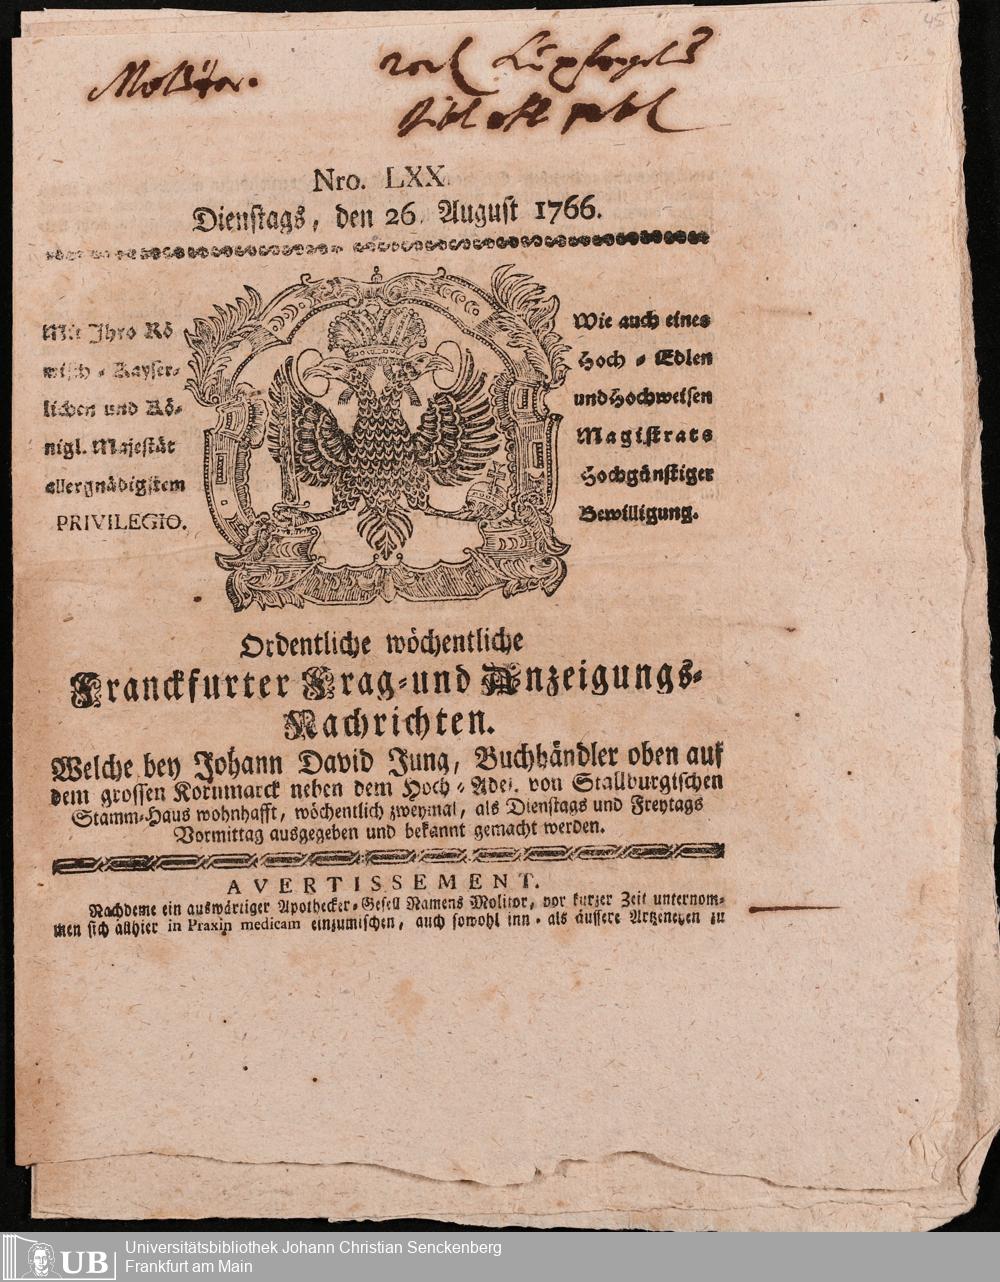 45
Molitor.
Nro. LXX.
Dienstags, den 26. August 1766.
Mit Ihro Rö-
misch-Kayser-
lichen und Kö-
nigl. Majestät
allergnädigstem
PRIVILEGIO.
Wie auch eines
Hoch-Edlen
und Hochweisen
Magistrats
Hochgünstiger
Bewilligung.
Ordentliche wöchentliche
Franckfurter Frag-und Anzeigungs-
Nachrichten.
Welche bey Johann David Jung, Buchhändler oben auf
dem grossen Kornmarck neben dem Hoch-Adel. von Stallburgischen
Stamm-Haus wohnhafft, wöchentlich zweymal, als Dienstags und Freytags
Vormittag ausgegeben und bekannt gemacht werden.
AVERTISSEMENT.
Nachdeme ein auswärtiger Apothecker-Gesell Namens Molitor, vor kurzer Zeit unternom-
men sich allhier in Praxin medicam einzumischen, auch sowohl inn- als äussere Artzeneyen zu
UB
Universitätsbibliothek Johann Christian Senckenberg
Frankfurt am Main